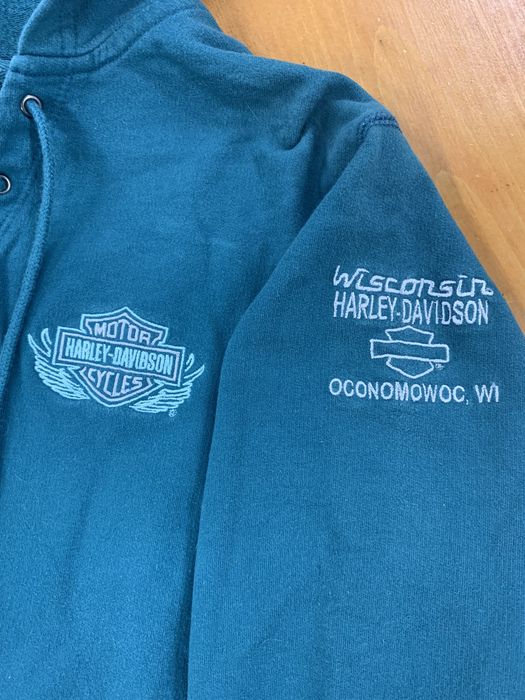 MOTOR
HARLEY-DAVIDSON
CYCLES
®
Wisconsin
HARLEY-DAVIDSON
®
OCONOMOWOC, WI